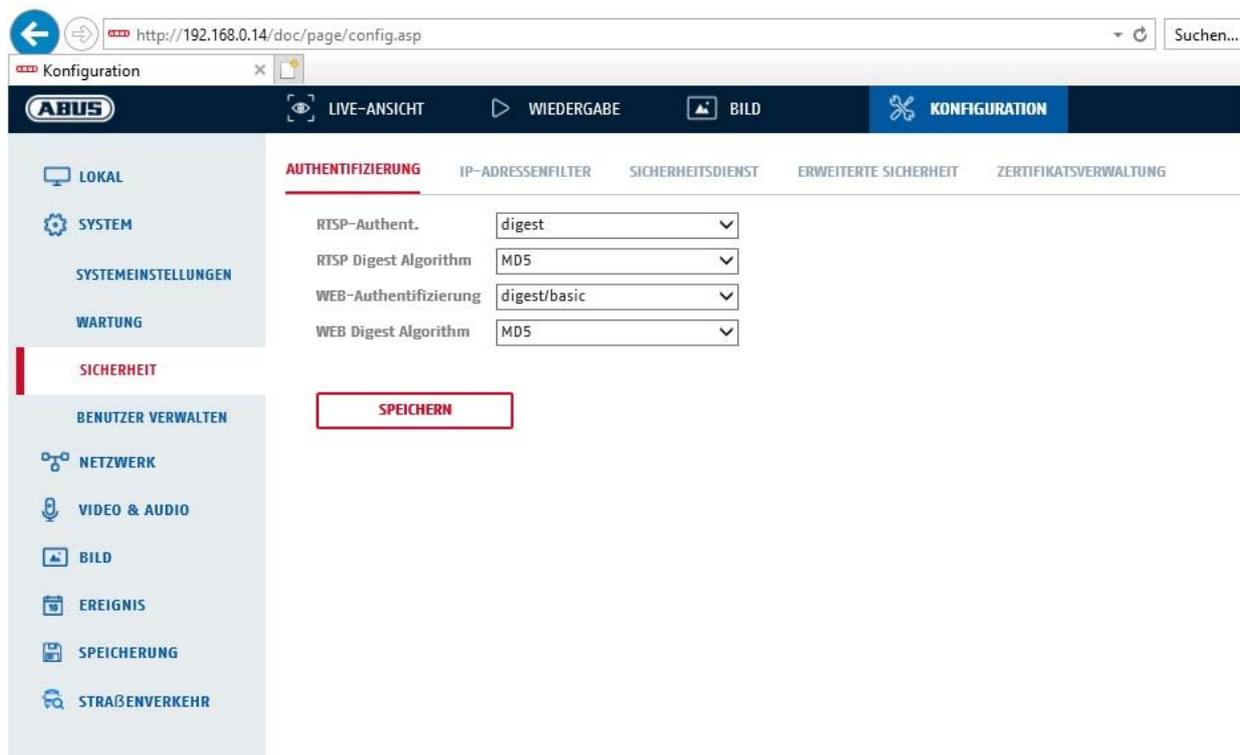 http://192.168.0.14/doc/page/config.asp
Suchen...
Konfiguration
ABUS
LIVE-ANSICHT
WIEDERGABE
BILD
KONFIGURATION
LOKAL
SYSTEM
SYSTEMEINSTELLUNGEN
WARTUNG
SICHERHEIT
BENUTZER VERWALTEN
NETZWERK
VIDEO & AUDIO
BILD
EREIGNIS
SPEICHERUNG
STRAßENVERKEHR
AUTHENTIFIZIERUNG
IP-ADRESSENFILTER
SICHERHEITSDIENST
ERWEITERTE SICHERHEIT
ZERTIFIKATSVERWALTUNG
RTSP-Authent. digest
RTSP Digest Algorithm MD5
WEB-Authentifizierung digest/basic
WEB Digest Algorithm MD5
SPEICHERN